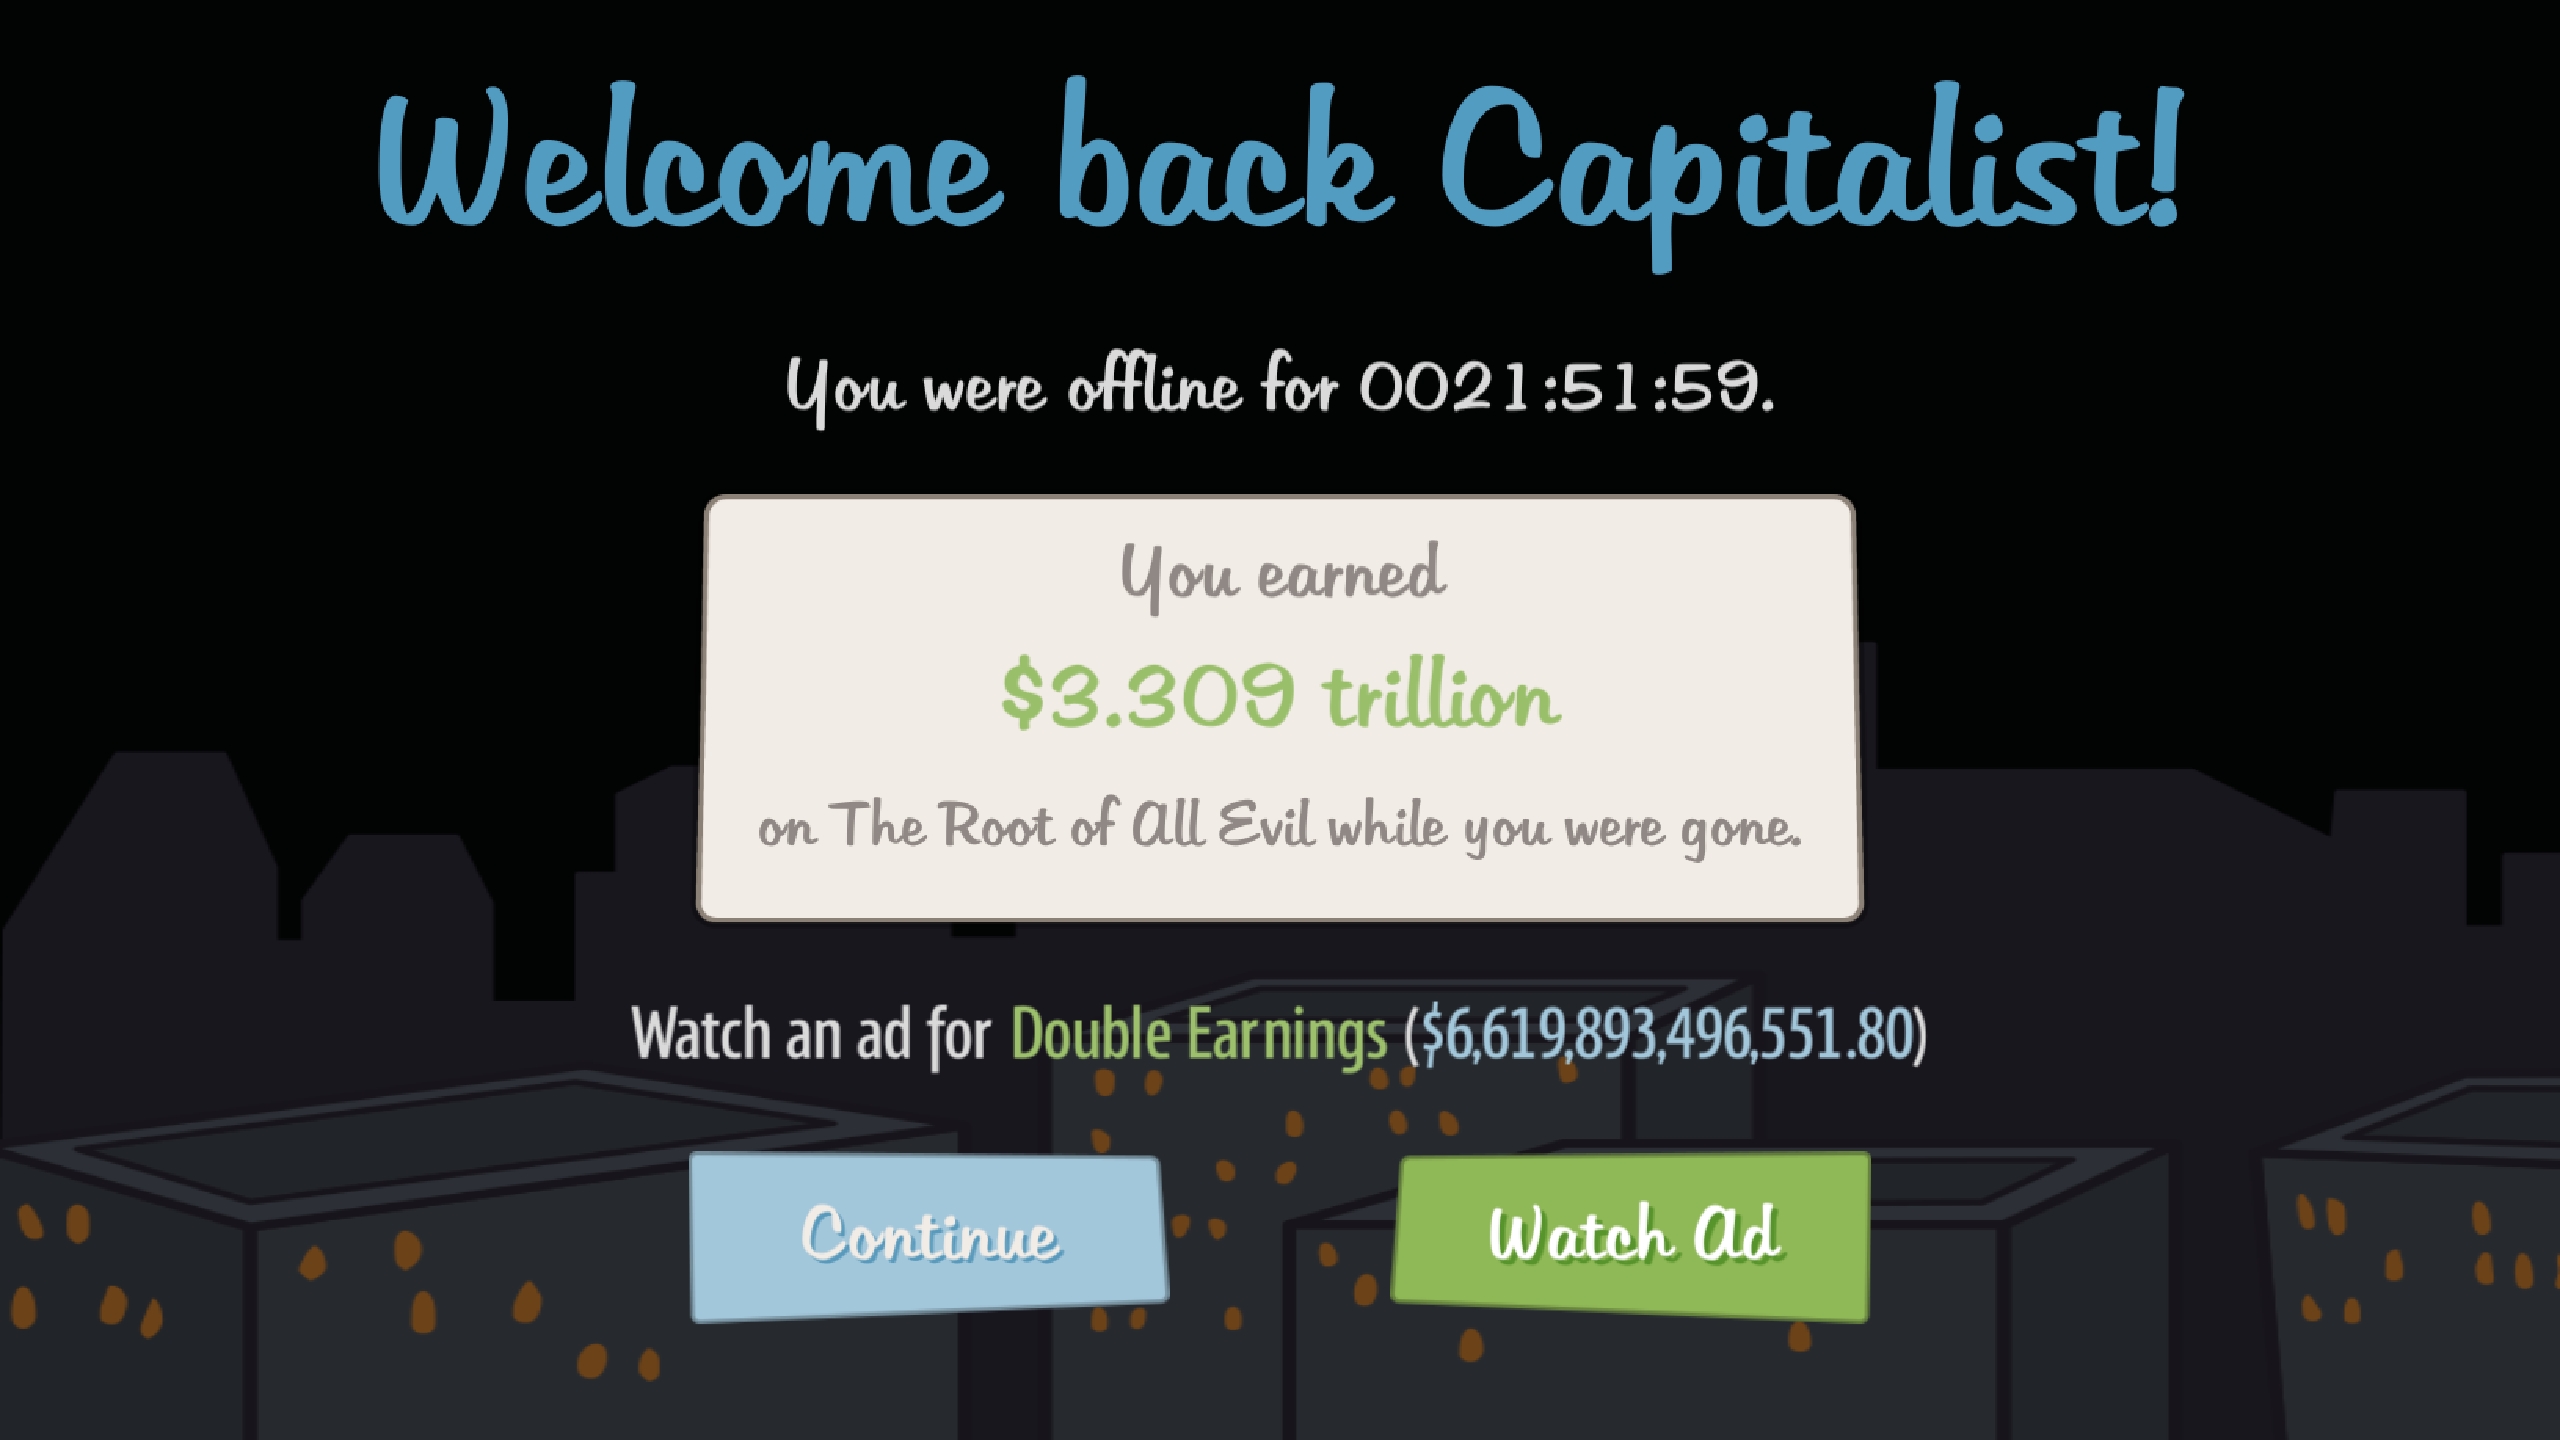 Welcome back Capitalist!
You were offline for 0021:51:59.
You earned
$3.309 trillion
on The Root of All Evil while you were gone.
Watch an ad for Double Earnings ($6,619,893,496,551.80)
Continue
Watch Ad